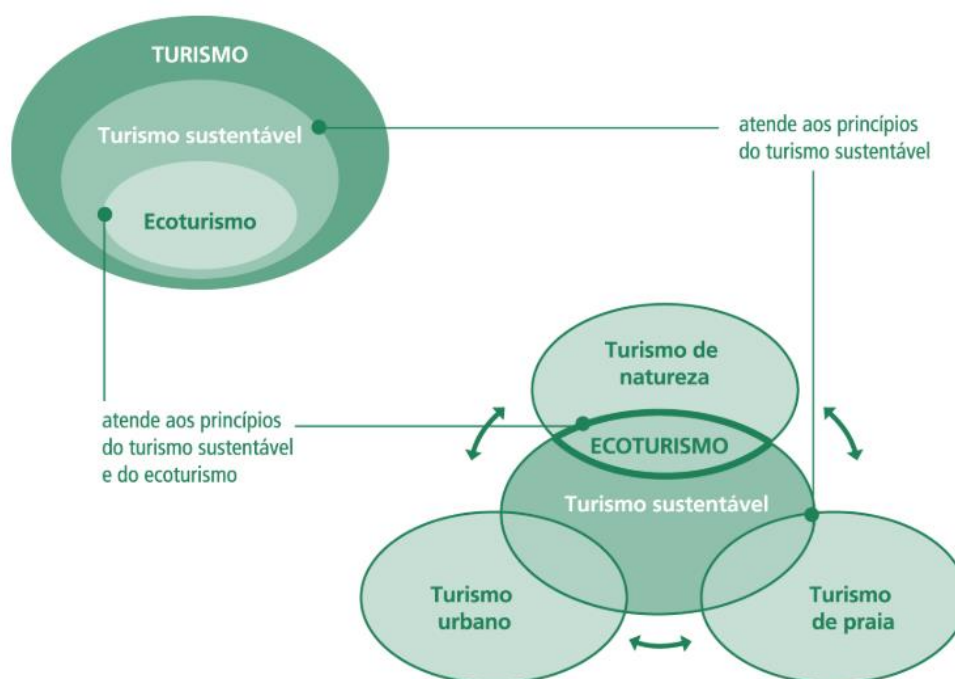 TURISMO
Turismo sustentável
Ecoturismo
atende aos princípios
do turismo sustentável
atende aos princípios
do turismo sustentável
e do ecoturismo
Turismo de
natureza
ECOTURISMO
Turismo sustentável
Turismo
urbano
Turismo
de praia